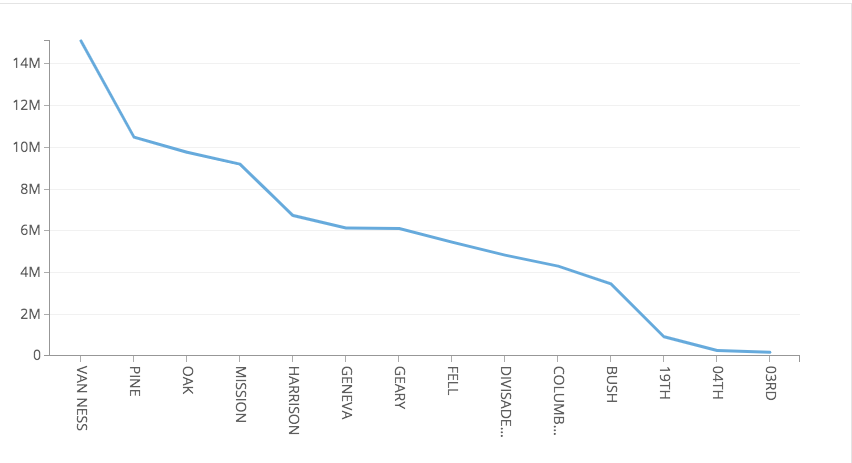 14M
12M
10M
8M
6M
4M
2M
0
VAN NESS
PINE
OAK
MISSION
HARRISON
GENEVA
GEARY
FELL
DIVISADE...
COLUMB...
BUSH
19TH
04TH
03RD